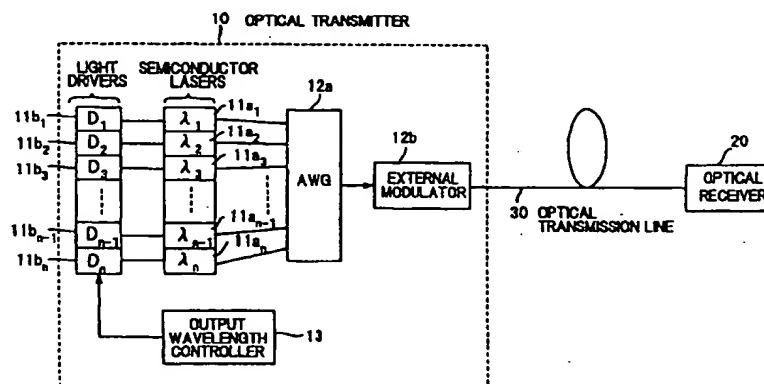 10 OPTICAL TRANSMITTER
LIGHT DRIVERS
SEMICONDUCTOR LASERS
12a
11b1 D1 λ1 11a1
11b2 D2 λ2 11a2
11b3 D3 λ3 11a3
AWG
12b
EXTERNAL MODULATOR
20
OPTICAL RECEIVER
30 OPTICAL TRANSMISSION LINE
11bn-1 Dn-1 λn-1 11an-1
11bn Dn λn 11an
OUTPUT WAVELENGTH CONTROLLER
13